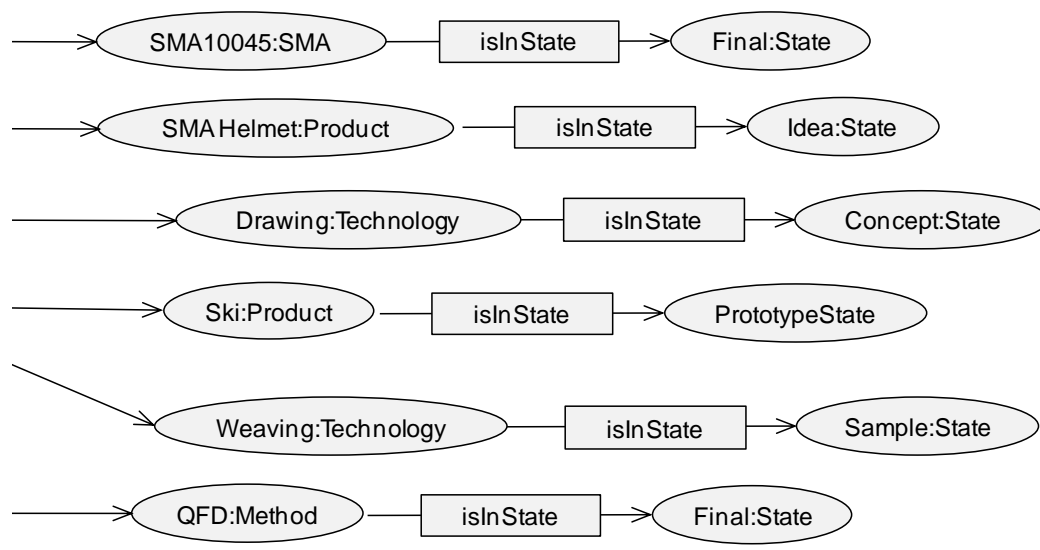 SMA10045:SMA isInState Final:State
SMA Helmet:Product isInState Idea:State
Drawing:Technology isInState Concept:State
Ski:Product isInState PrototypeState
Weaving:Technology isInState Sample:State
QFD:Method isInState Final:State